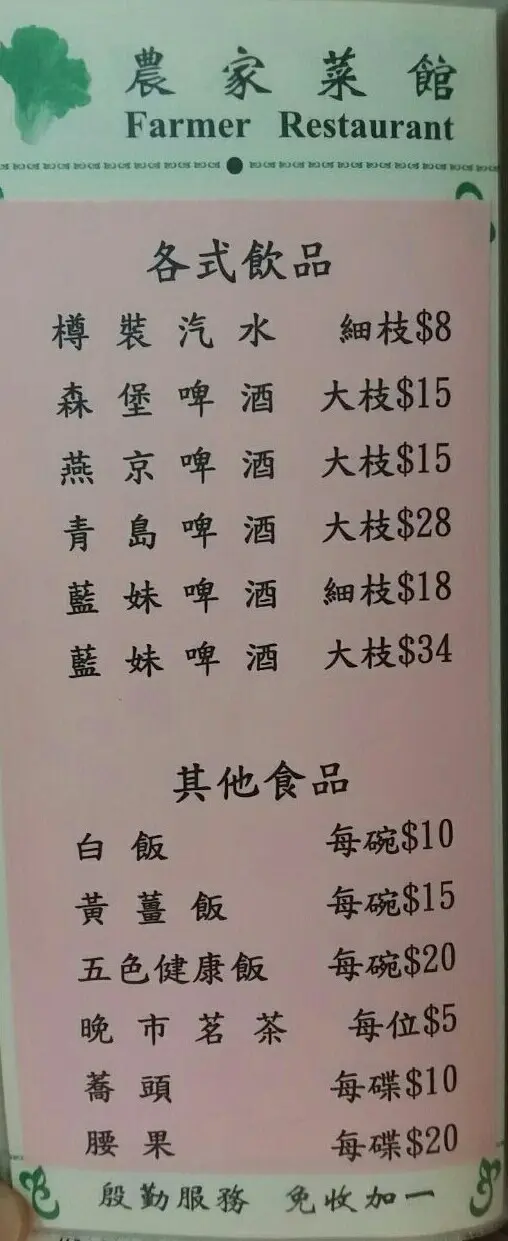 農家菜館
Farmer Restaurant
各式飲品
樽裝汽水 細枝$8
森堡啤酒 大枝$15
燕京啤酒 大枝$15
青島啤酒 大枝$28
藍妹啤酒 細枝$18
藍妹啤酒 大枝$34
其他食品
白飯 每碗$10
黃薑飯 每碗$15
五色健康飯 每碗$20
晚市茗茶 每位$5
蕎頭 每碟$10
腰果 每碟$20
殷勤服務 免收加一